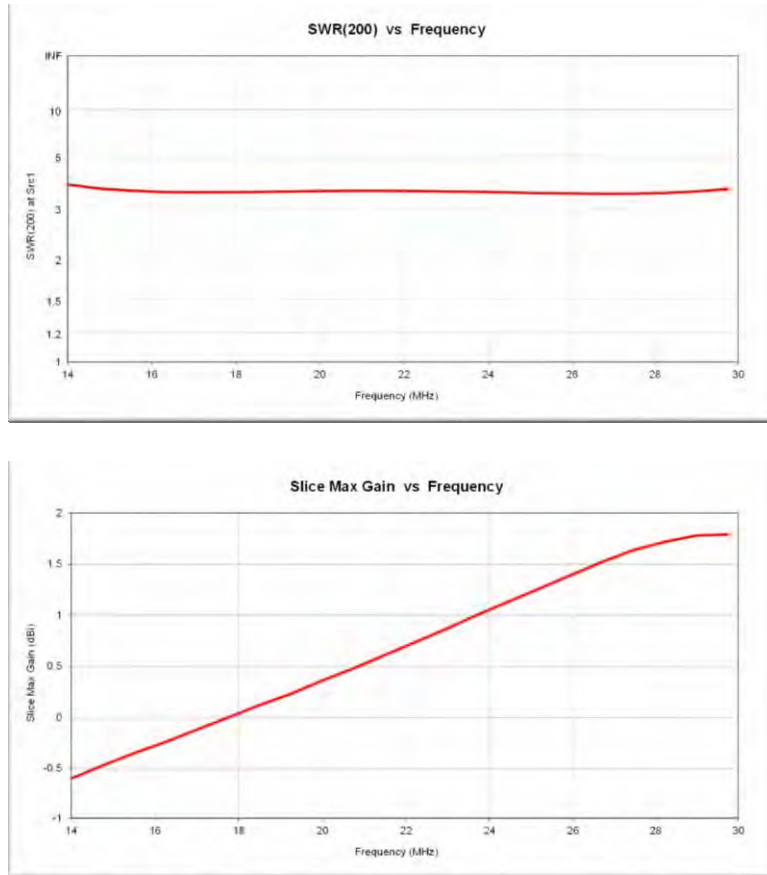 SWR(200) vs Frequency
INF
10
5
3
2
1.5
1.2
1
SWR(200) at Src1
14 16 18 20 22 24 26 28 30
Frequency (MHz)
Slice Max Gain vs Frequency
2
1.5
1
0.5
0
-0.5
-1
Slice Max Gain (dBi)
14 16 18 20 22 24 26 28 30
Frequency (MHz)